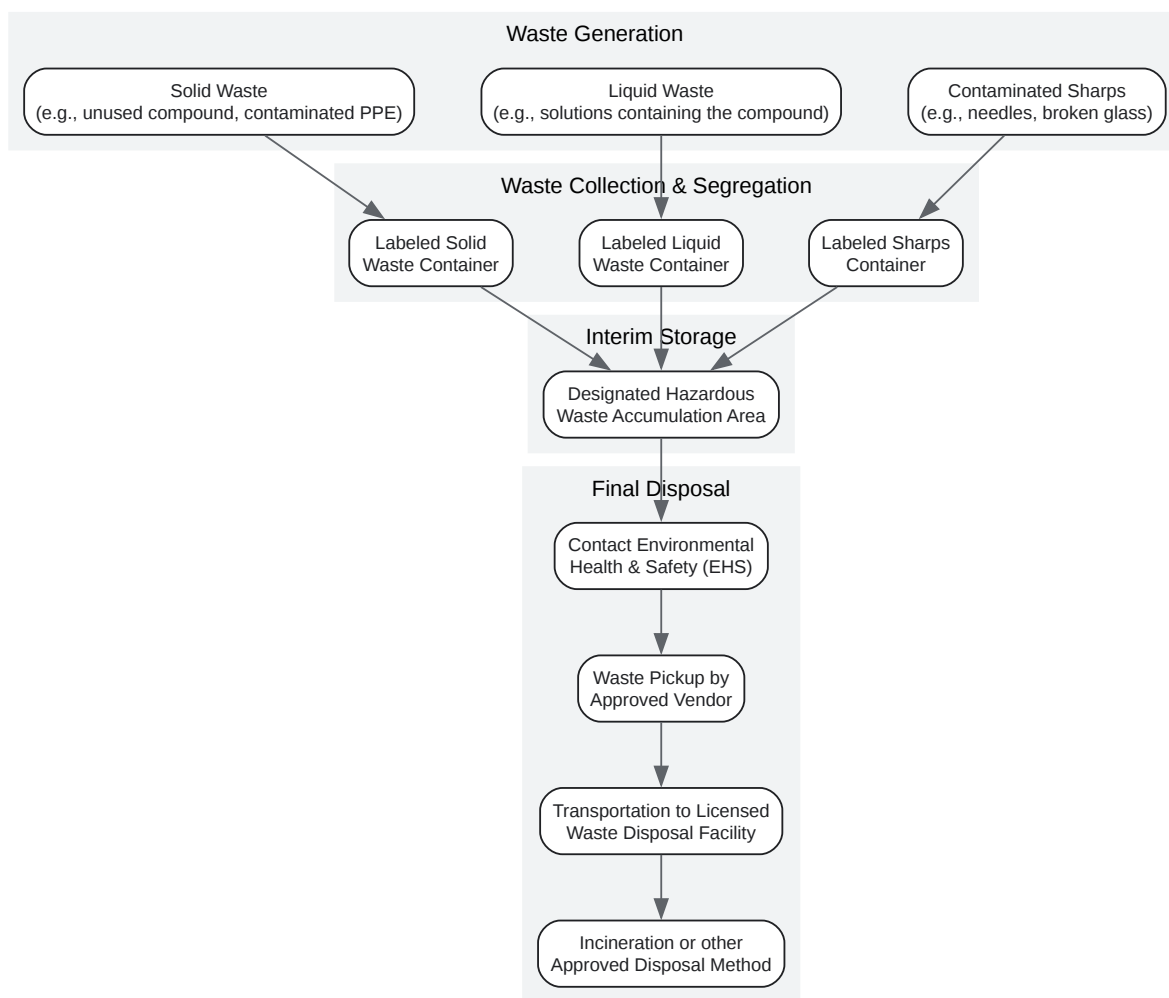 Waste Generation
Solid Waste
(e.g., unused compound, contaminated PPE)
Liquid Waste
(e.g., solutions containing the compound)
Contaminated Sharps
(e.g., needles, broken glass)
Waste Collection & Segregation
Labeled Solid
Waste Container
Labeled Liquid
Waste Container
Labeled Sharps
Container
Interim Storage
Designated Hazardous
Waste Accumulation Area
Final Disposal
Contact Environmental
Health & Safety (EHS)
Waste Pickup by
Approved Vendor
Transportation to Licensed
Waste Disposal Facility
Incineration or other
Approved Disposal Method